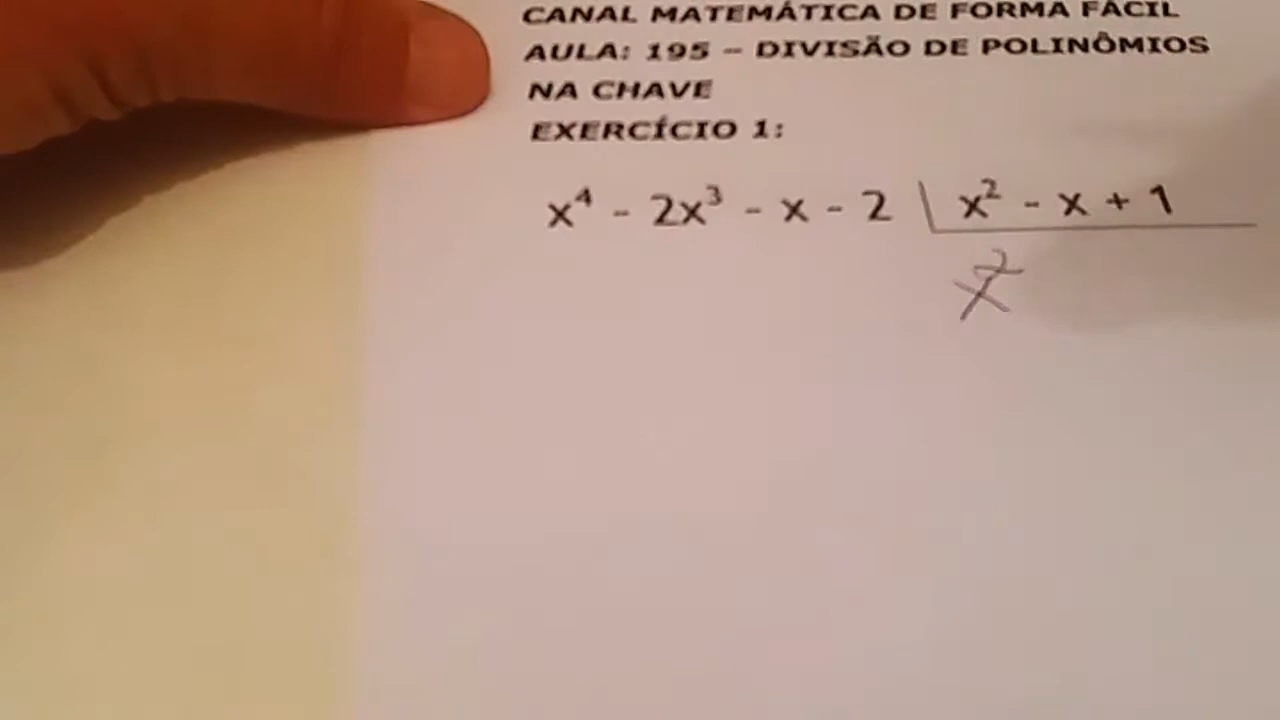 CANAL MATEMÁTICA DE FORMA FÁCIL
AULA: 195 – DIVISÃO DE POLINÔMIOS
NA CHAVE
EXERCÍCIO 1:
x⁴ - 2x³ - x - 2 | x² - x + 1
x²